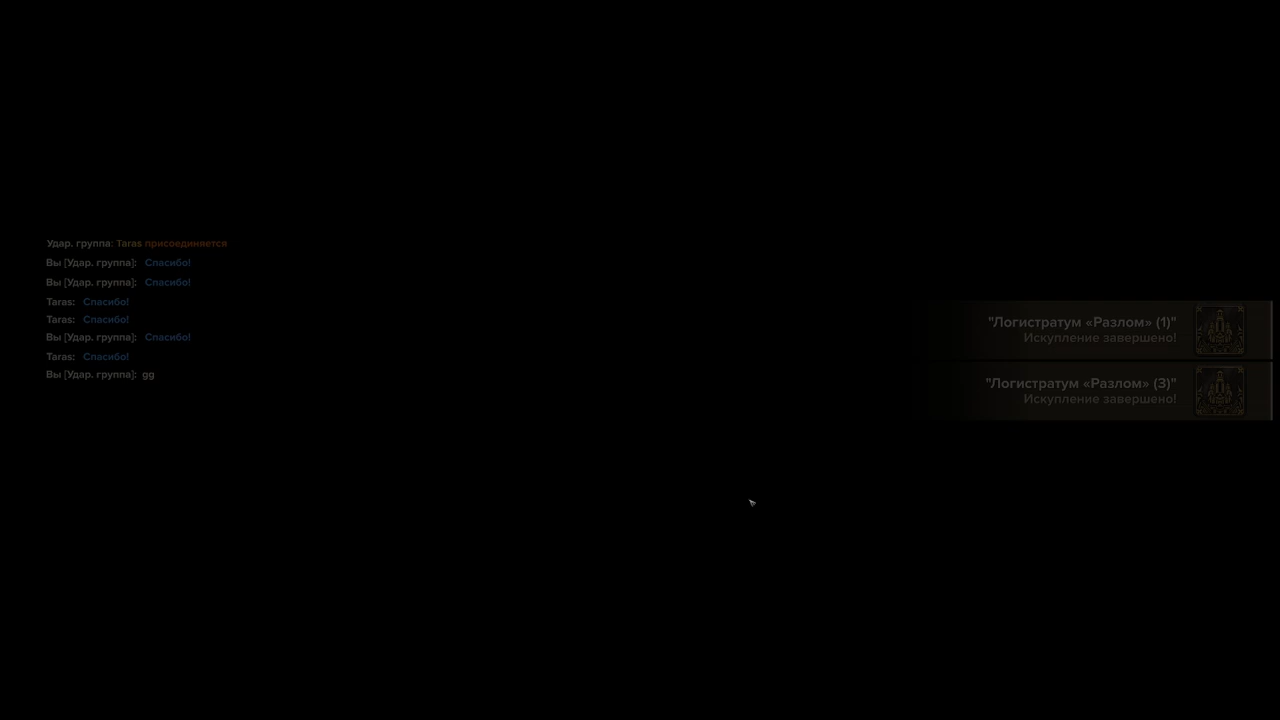 Удар. группа: Taras присоединяется
Вы [Удар. группа]: Спасибо!
Вы [Удар. группа]: Спасибо!
Taras: Спасибо!
Taras: Спасибо!
Вы [Удар. группа]: Спасибо!
Taras: Спасибо!
Вы [Удар. группа]: gg
"Логистратум «Разлом» (1)"
Искупление завершено!
"Логистратум «Разлом» (3)"
Искупление завершено!